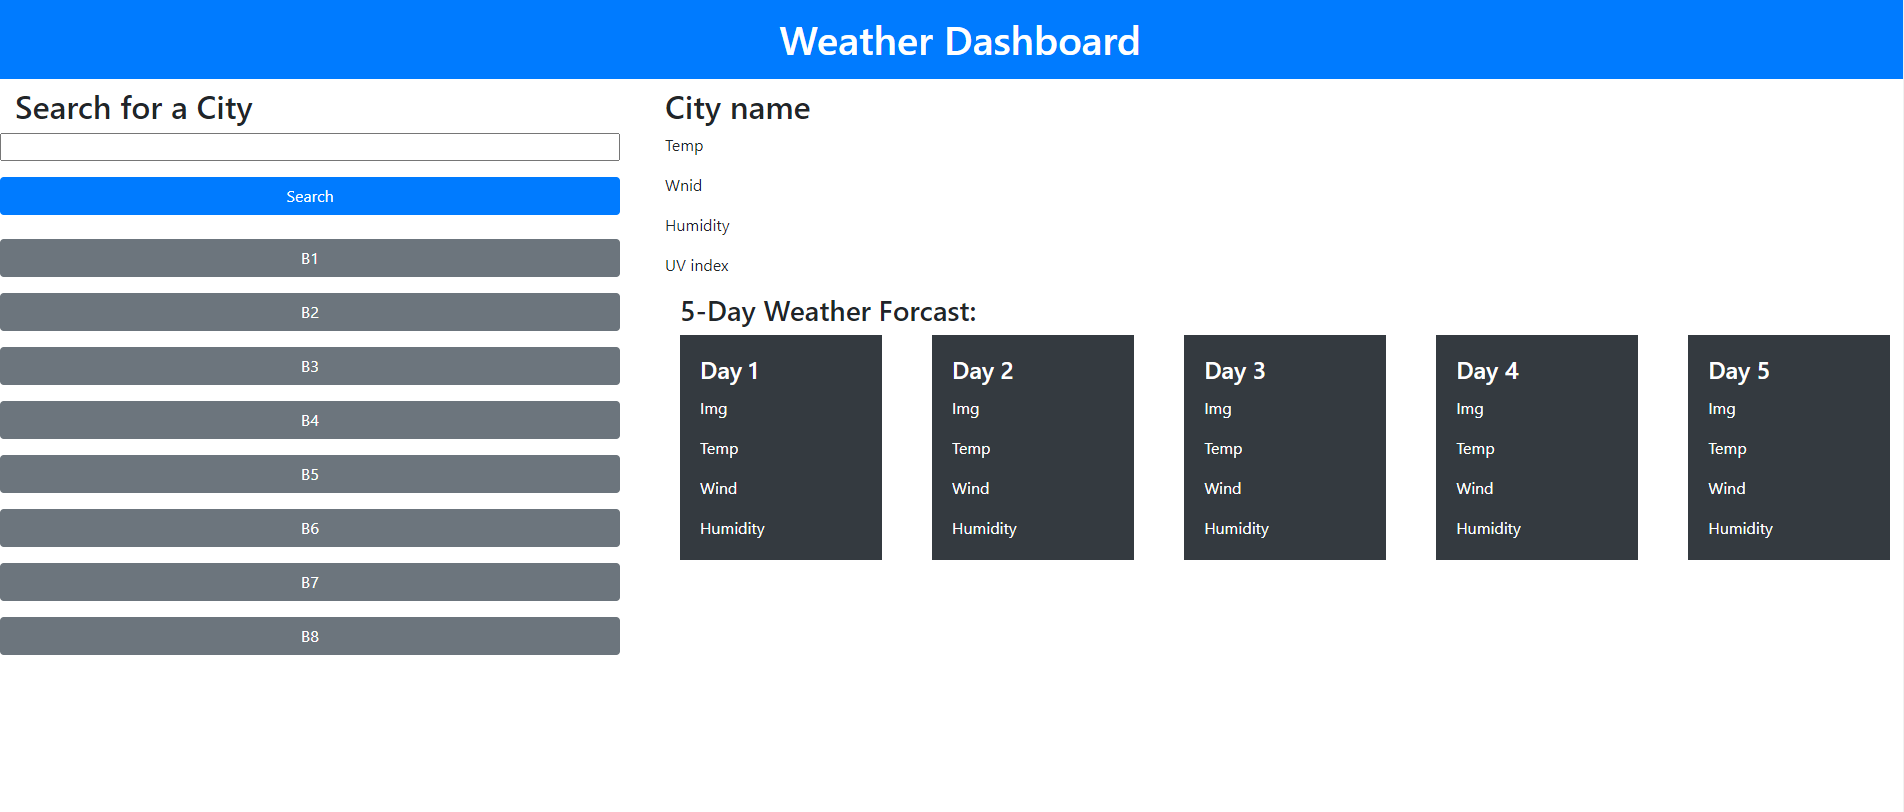 Weather Dashboard
Search for a City
Search
B1
B2
B3
B4
B5
B6
B7
B8
City name
Temp
Wnid
Humidity
UV index
5-Day Weather Forcast:
Day 1
Img
Temp
Wind
Humidity
Day 2
Img
Temp
Wind
Humidity
Day 3
Img
Temp
Wind
Humidity
Day 4
Img
Temp
Wind
Humidity
Day 5
Img
Temp
Wind
Humidity